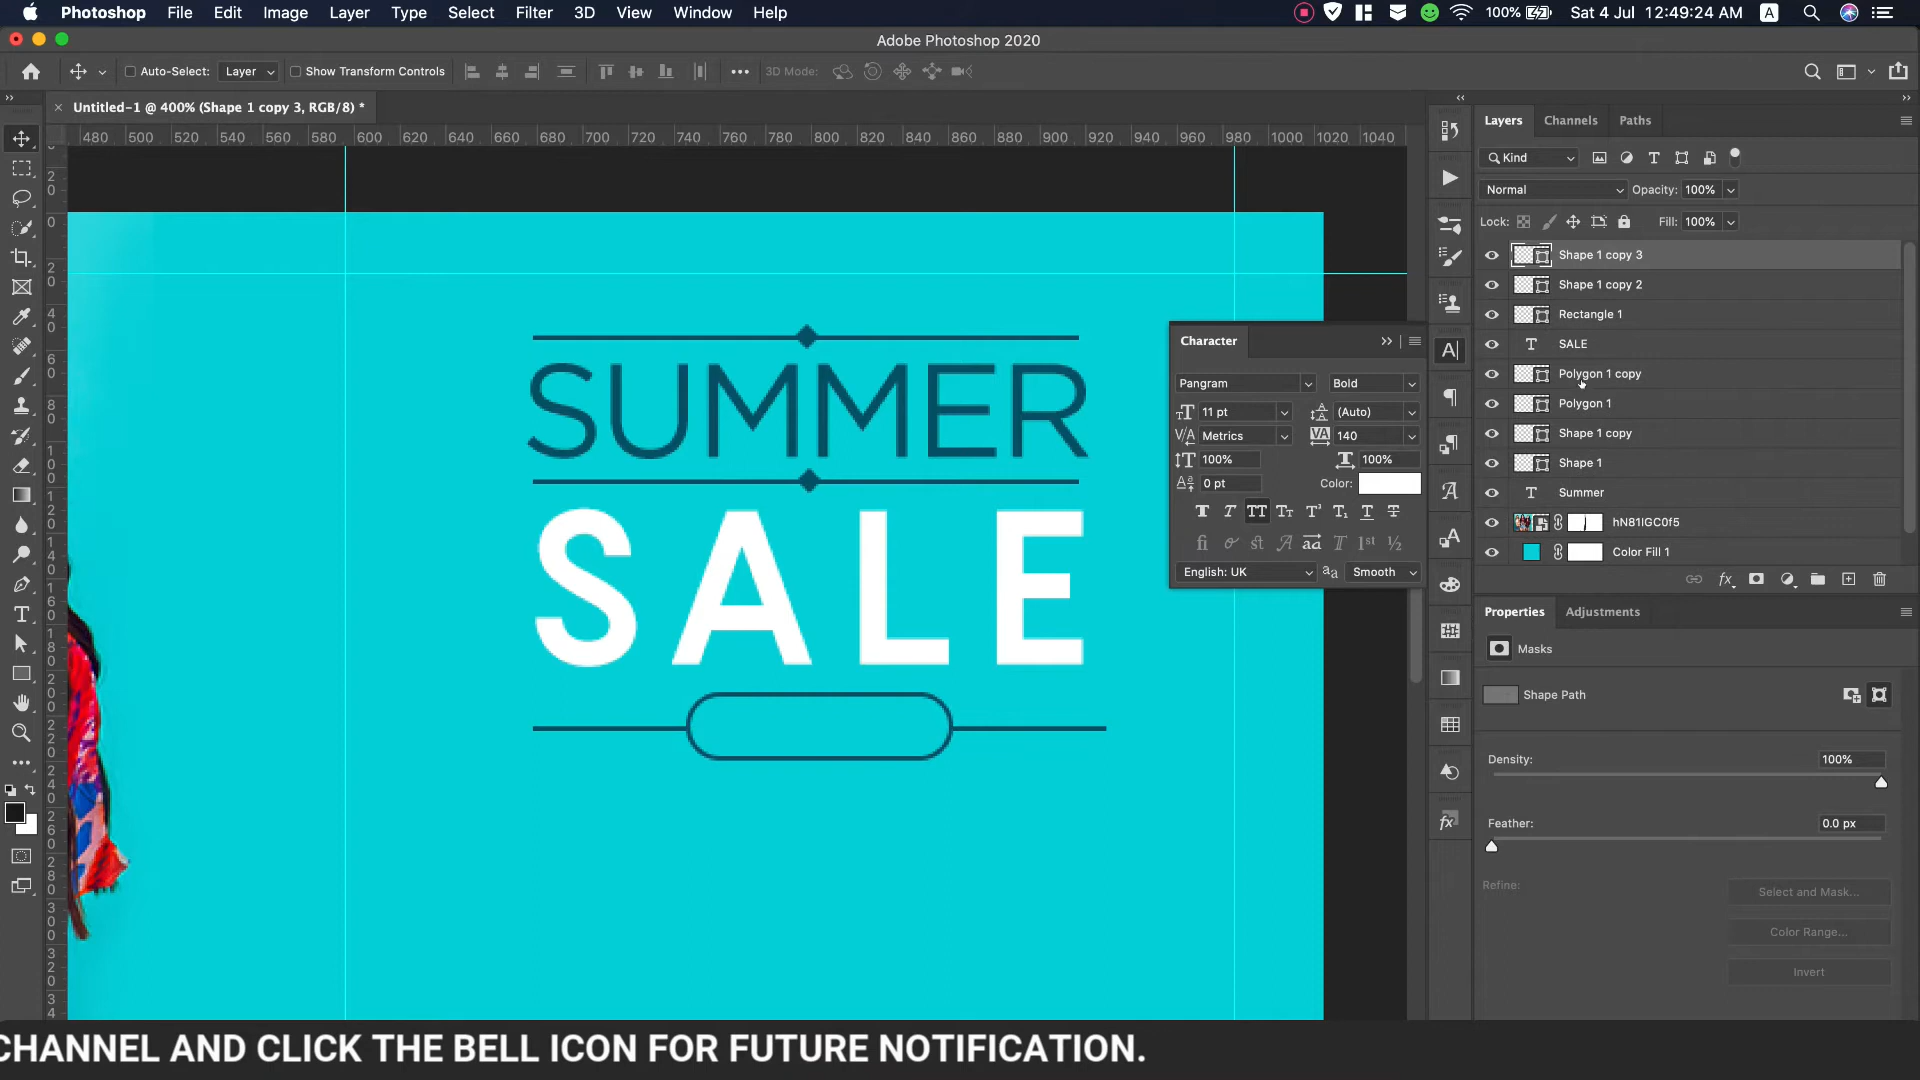 Photoshop File Edit Image Layer Type Select Filter 3D View Window Help 100% Sat 4 Jul 12:49:24 AM A
Adobe Photoshop 2020
Auto-Select: Layer Show Transform Controls 3D Mode:
Untitled-1 @ 400% (Shape 1 copy 3, RGB/8) *
480 500 520 540 560 580 600 620 640 660 680 700 720 740 760 780 800 820 840 860 880 900 920 940 960 980 1000 1020 1040
Layers Channels Paths
Kind
Normal Opacity: 100%
Lock: Fill: 100%
Shape 1 copy 3
Shape 1 copy 2
Rectangle 1
SALE
Polygon 1 copy
Polygon 1
Shape 1 copy
Shape 1
Summer
hN81IGC0f5
Color Fill 1
SUMMER
SALE
Character
Pangram Bold
11 pt (Auto)
Metrics 140
100% 100%
0 pt Color:
English: UK Smooth
Properties Adjustments
Masks
Shape Path
Density: 100%
Feather: 0.0 px
Refine: Select and Mask...
Color Range...
Invert
CHANNEL AND CLICK THE BELL ICON FOR FUTURE NOTIFICATION.